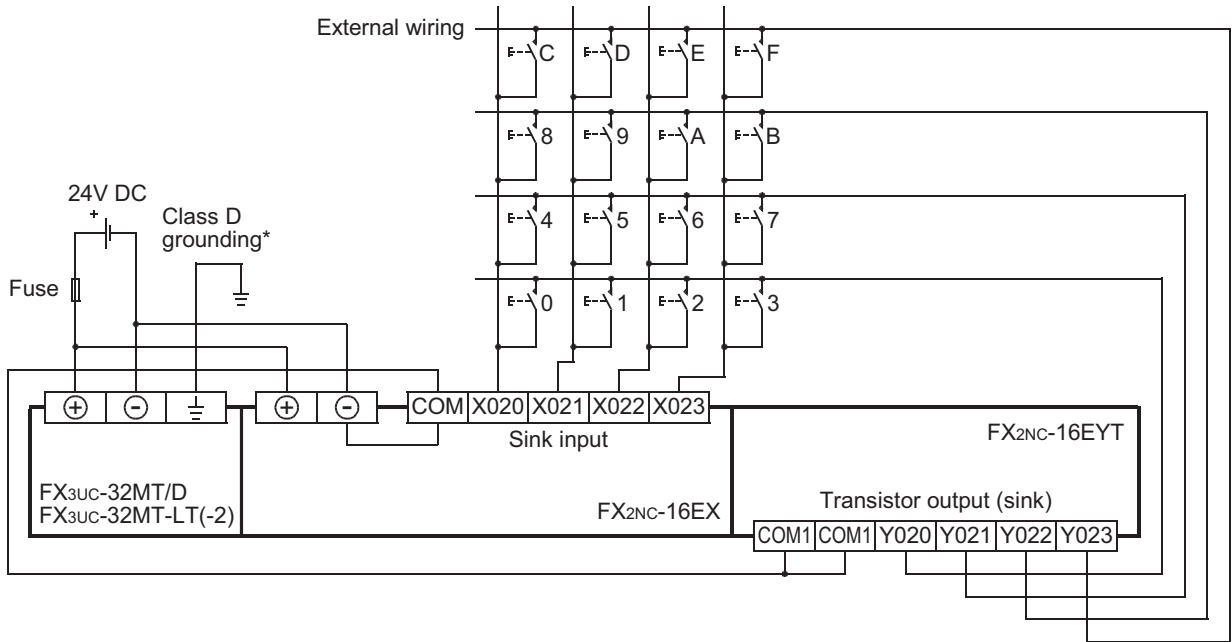 External wiring
C D E F
8 9 A B
24V DC
+
Class D
grounding*
4 5 6 7
Fuse
0 1 2 3
+ - + - COM X020 X021 X022 X023
Sink input
FX2NC-16EYT
FX3UC-32MT/D
FX3UC-32MT-LT(-2)
FX2NC-16EX
Transistor output (sink)
COM1 COM1 Y020 Y021 Y022 Y023